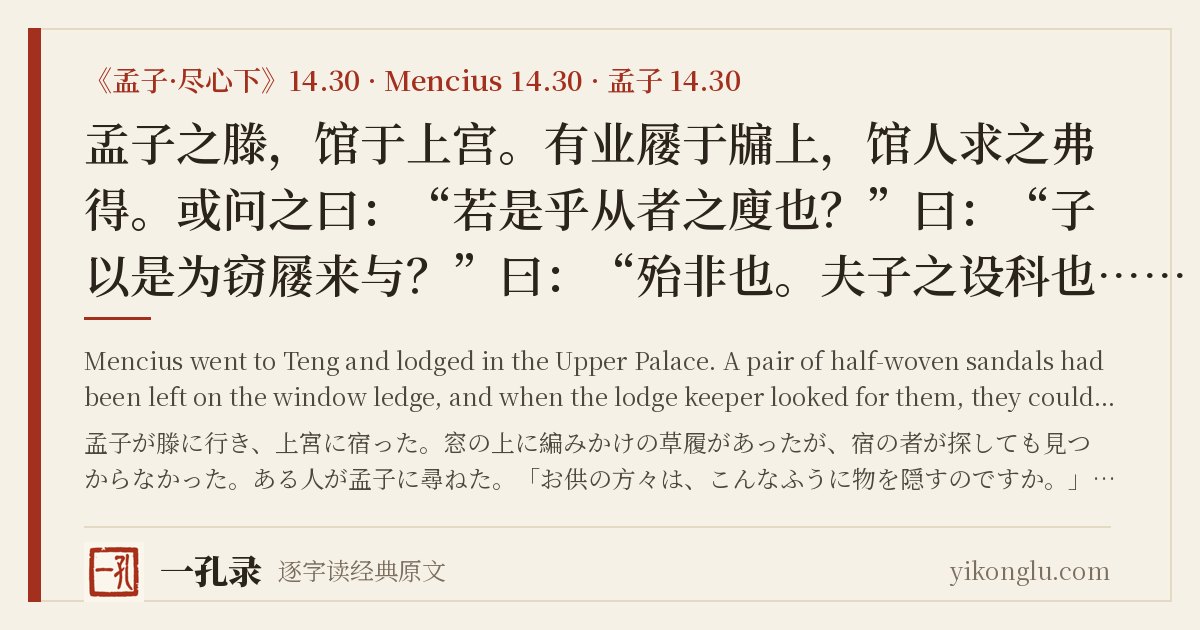 《孟子·尽心下》14.30 · Mencius 14.30 · 孟子 14.30
孟子之滕，馆于上宫。有业屦于牖上，馆人求之弗
得。或问之曰：“若是乎从者之廋也？”曰：“子
以是为窃屦来与？”曰：“殆非也。夫子之设科也……
Mencius went to Teng and lodged in the Upper Palace. A pair of half-woven sandals had
been left on the window ledge, and when the lodge keeper looked for them, they could...
孟子が滕に行き、上宮に宿った。窓の上に編みかけの草履があったが、宿の者が探しても見つ
からなかった。ある人が孟子に尋ねた。「お供の方々は、こんなふうに物を隠すのですか。」…
一孔
一孔录 逐字读经典原文
yikonglu.com